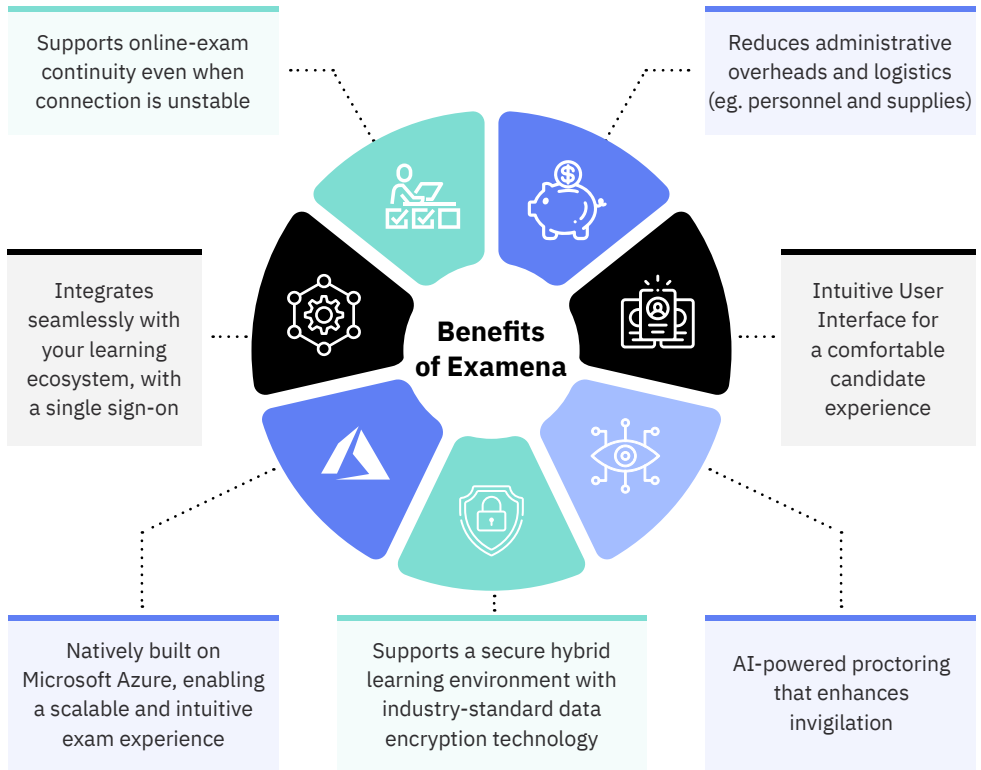 Supports online-exam
continuity even when
connection is unstable
Reduces administrative
overheads and logistics
(eg. personnel and supplies)
Integrates
seamlessly with
your learning
ecosystem, with
a single sign-on
Benefits
of Examena
Intuitive User
Interface for
a comfortable
candidate
experience
Natively built on
Microsoft Azure, enabling
a scalable and intuitive
exam experience
Supports a secure hybrid
learning environment with
industry-standard data
encryption technology
AI-powered proctoring
that enhances
invigilation